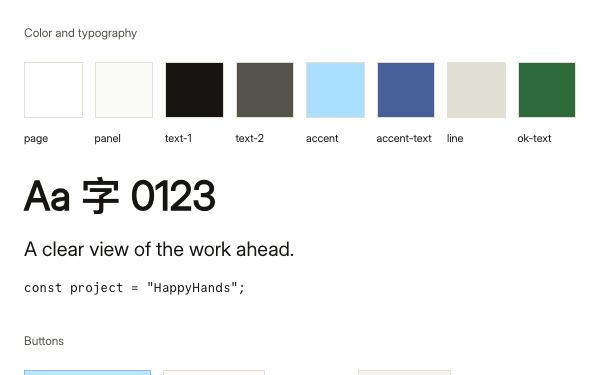 Color and typography
page panel text-1 text-2 accent accent-text line ok-text
Aa 字 0123
A clear view of the work ahead.
const project = "HappyHands";
Buttons